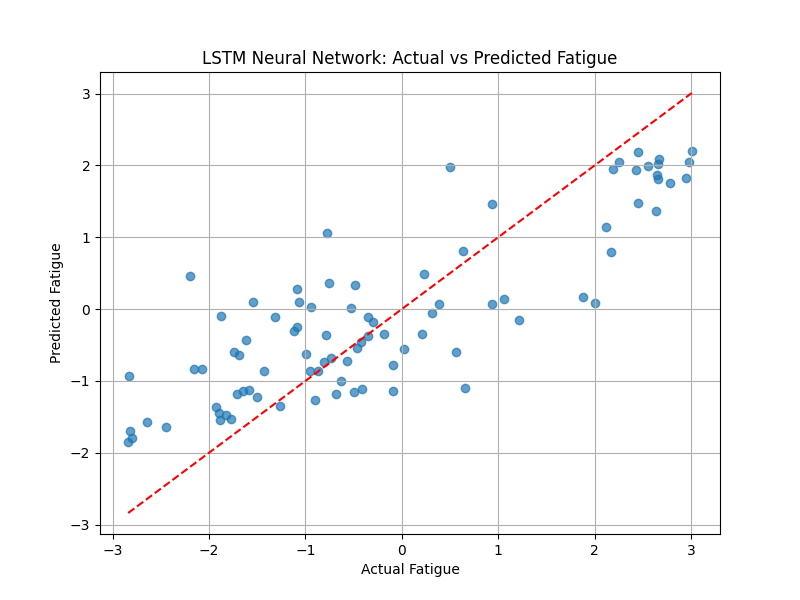 LSTM Neural Network: Actual vs Predicted Fatigue
3
2
1
0
−1
−2
−3
Predicted Fatigue
−3 −2 −1 0 1 2 3
Actual Fatigue